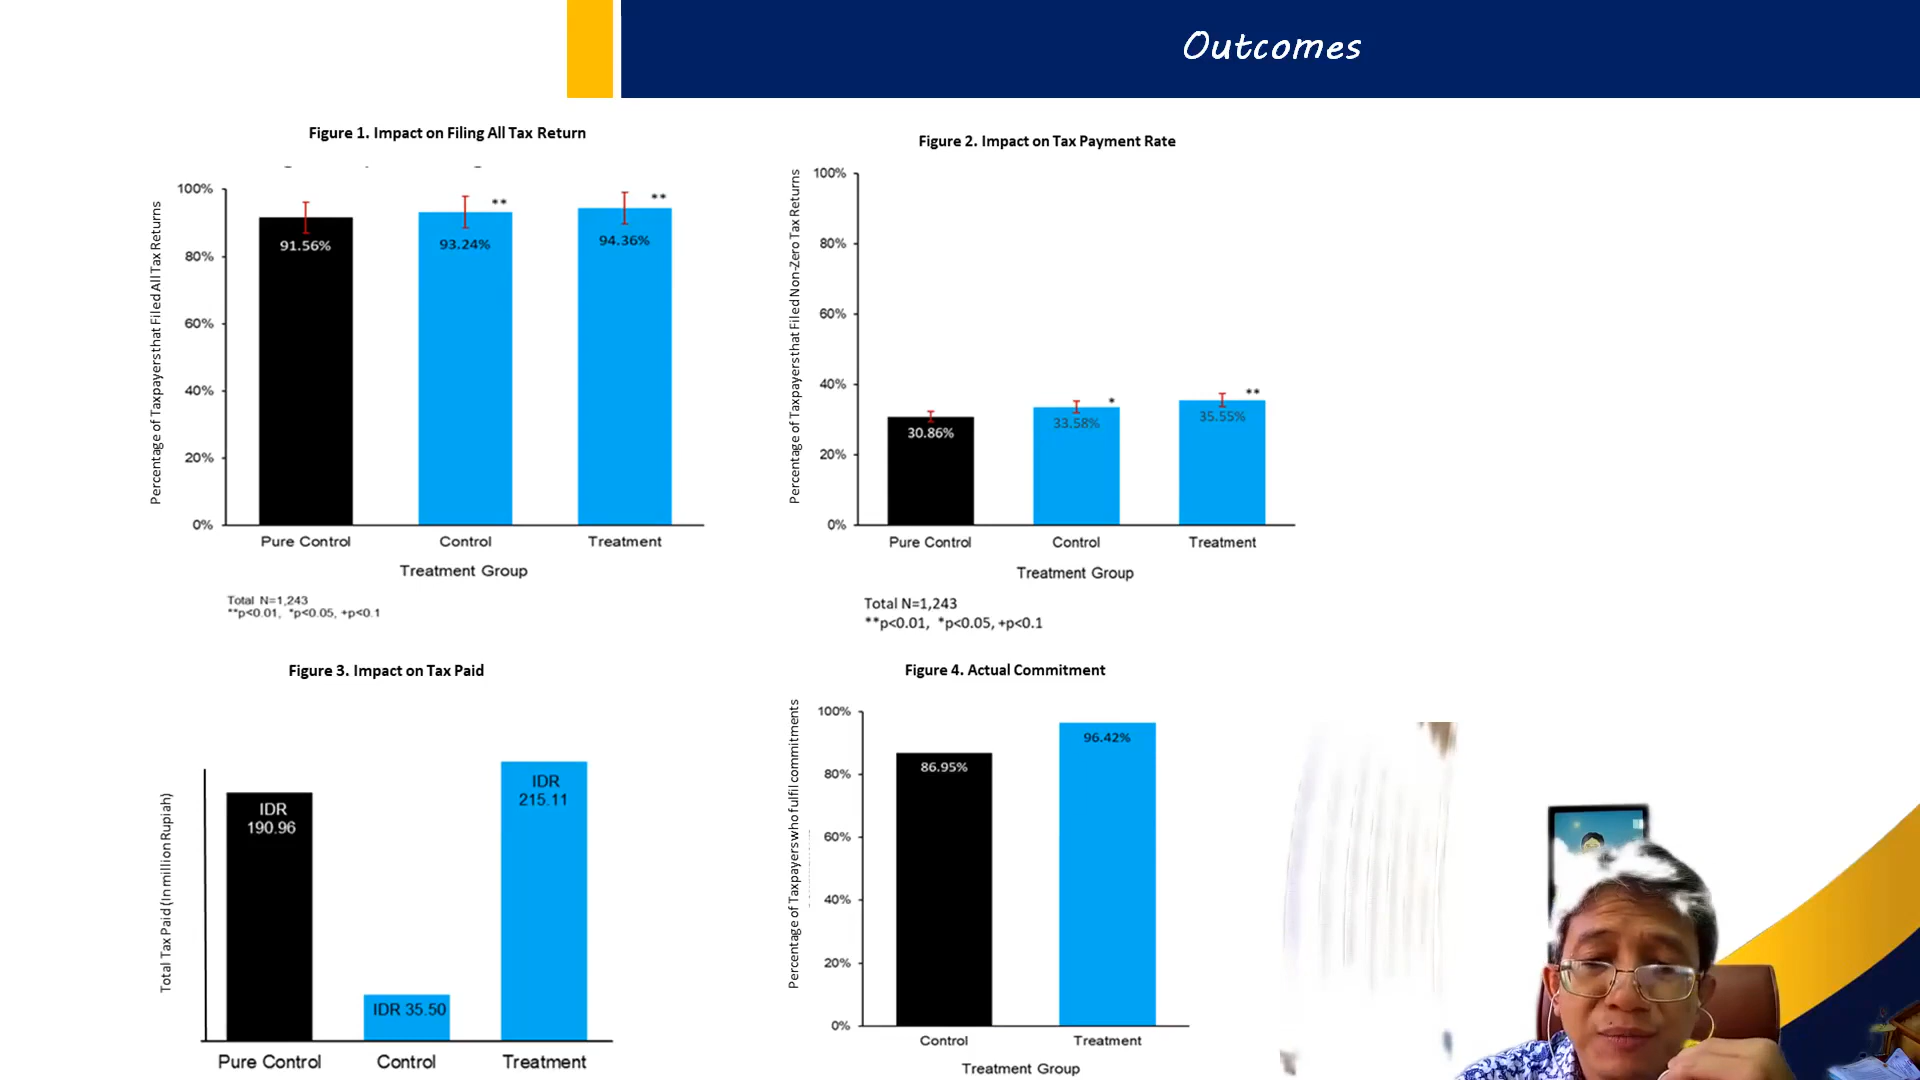 Outcomes
Figure 1. Impact on Filing All Tax Return
Percentage of Taxpayers that Filed All Tax Returns
100%
80%
60%
40%
20%
0%
91.56%
93.24%
**
94.36%
**
Pure Control
Control
Treatment
Treatment Group
Total N=1,243
**p<0.01, *p<0.05, +p<0.1
Figure 2. Impact on Tax Payment Rate
Percentage of Taxpayers that Filed Non-Zero Tax Returns
100%
80%
60%
40%
20%
0%
30.86%
33.58%
*
35.55%
**
Pure Control
Control
Treatment
Treatment Group
Total N=1,243
**p<0.01, *p<0.05, +p<0.1
Figure 3. Impact on Tax Paid
Total Tax Paid (In million Rupiah)
IDR
190.96
IDR 35.50
IDR
215.11
Pure Control
Control
Treatment
Figure 4. Actual Commitment
Percentage of Taxpayers who fulfil commitments
100%
80%
60%
40%
20%
0%
86.95%
96.42%
Control
Treatment
Treatment Group